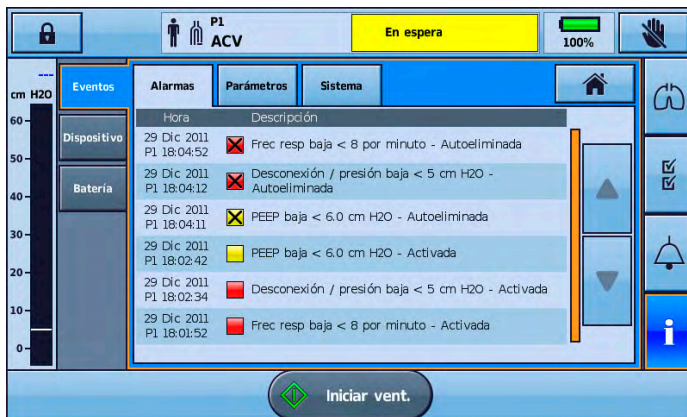 P1
ACV
En espera
100%
---
cm H2O
Eventos
Alarmas
Parámetros
Sistema
Hora
Descripción
60
Dispositivo
29 Dic 2011
P1 18:04:52
Frec resp baja < 8 por minuto - Autoeliminada
50
29 Dic 2011
P1 18:04:12
Desconexión / presión baja < 5 cm H2O -
Autoeliminada
Batería
40
29 Dic 2011
P1 18:04:11
PEEP baja < 6.0 cm H2O - Autoeliminada
30
29 Dic 2011
P1 18:02:42
PEEP baja < 6.0 cm H2O - Activada
20
29 Dic 2011
P1 18:02:34
Desconexión / presión baja < 5 cm H2O - Activada
10
29 Dic 2011
P1 18:01:52
Frec resp baja < 8 por minuto - Activada
i
0
Iniciar vent.